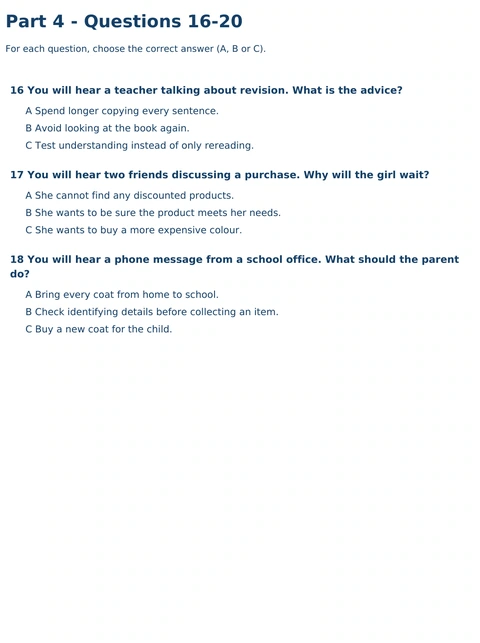 Part 4 - Questions 16-20
For each question, choose the correct answer (A, B or C).
16 You will hear a teacher talking about revision. What is the advice?
A Spend longer copying every sentence.
B Avoid looking at the book again.
C Test understanding instead of only rereading.
17 You will hear two friends discussing a purchase. Why will the girl wait?
A She cannot find any discounted products.
B She wants to be sure the product meets her needs.
C She wants to buy a more expensive colour.
18 You will hear a phone message from a school office. What should the parent
do?
A Bring every coat from home to school.
B Check identifying details before collecting an item.
C Buy a new coat for the child.